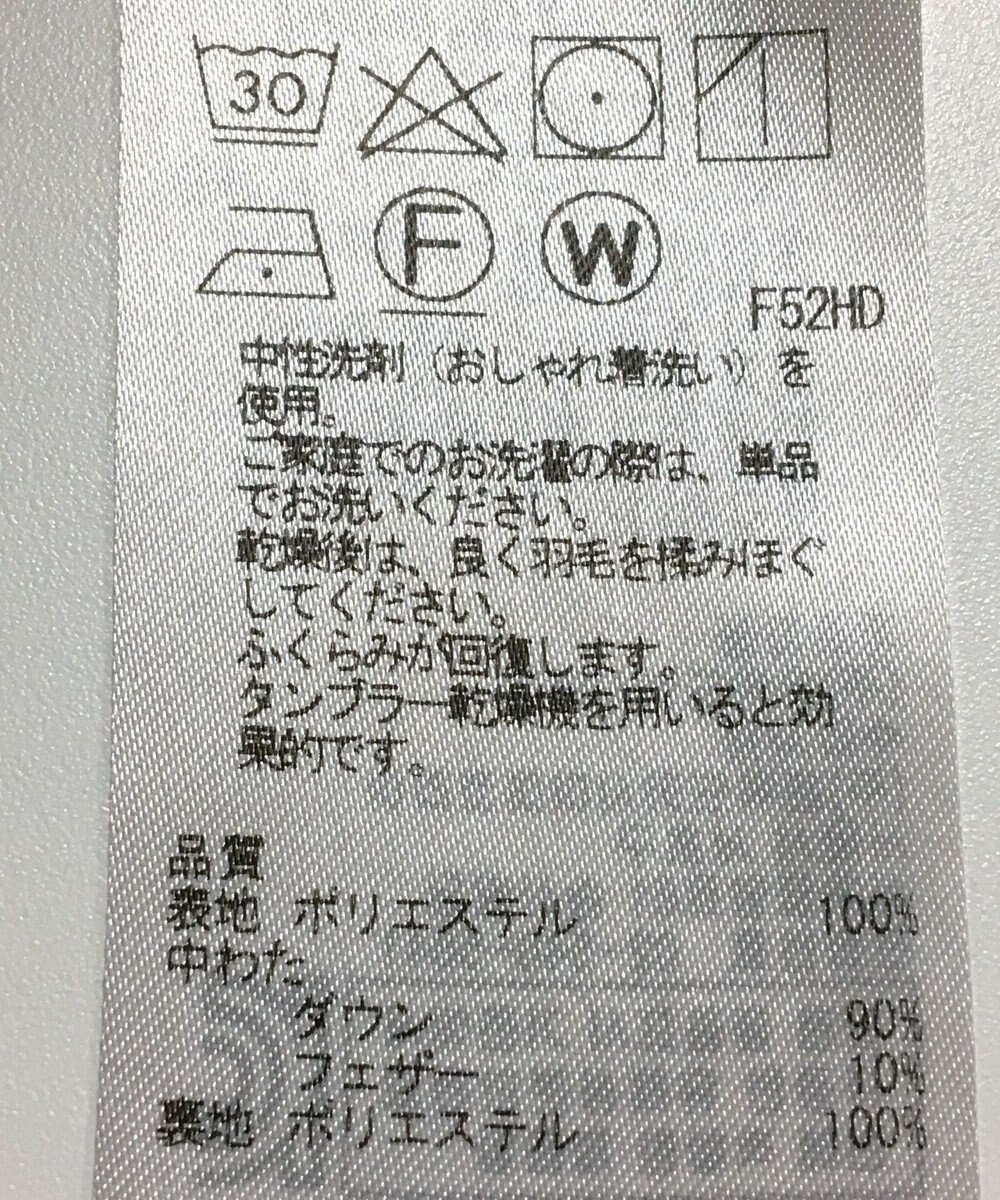 30
F W
F52HD
中性洗剤（おしゃれ着洗い）を
使用。
ご家庭でのお洗濯の際は、単品
でお洗いください。
乾燥後は、良く羽毛を揉みほぐ
してください。
ふくらみが回復します。
タンブラー乾燥機を用いると効
果的です。
品質
表地 ポリエステル 100%
中わた
ダウン 90%
フェザー 10%
裏地 ポリエステル 100%